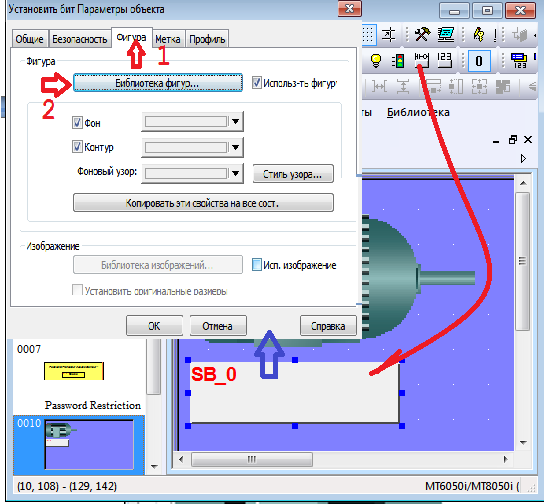 Установить бит Параметры объекта
Общие Безопасность Фигура Метка Профиль
1
Фигура
Библиотека фигур...
Использ-ть фигур
2
Фон
Контур
Фоновый узор:
Стиль узора...
Копировать эти свойства на все сост.
Изображение
Библиотека изображений...
Исп. изображение
Установить оригинальные размеры
OK
Отмена
Справка
123
0
123
ты
Библиотека
0007
Password Restriction
0010
SB_0
(10, 108) - (129, 142)
MT6050i/MT8050i (